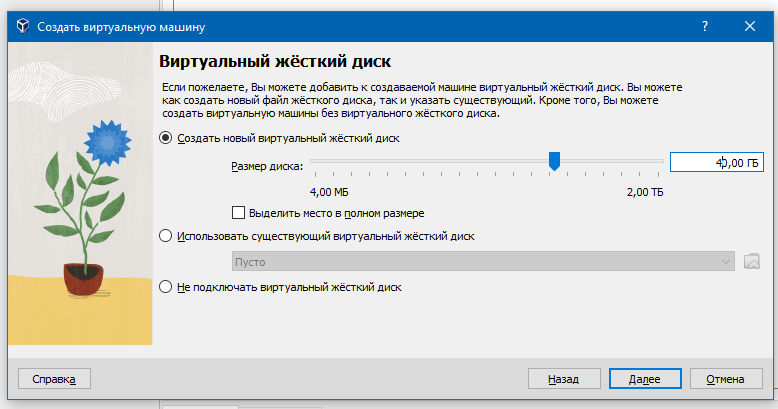 Создать виртуальную машину
Виртуальный жёсткий диск
Если пожелаете, Вы можете добавить к создаваемой машине виртуальный жёсткий диск. Вы можете
как создать новый файл жёсткого диска, так и указать существующий. Кроме того, Вы можете
создать виртуальную машину без виртуального жёсткого диска.
Создать новый виртуальный жёсткий диск
Размер диска:
40,00 ГБ
4,00 МБ
2,00 ТБ
Выделить место в полном размере
Использовать существующий виртуальный жёсткий диск
Пусто
Не подключать виртуальный жёсткий диск
Справка
Назад
Далее
Отмена